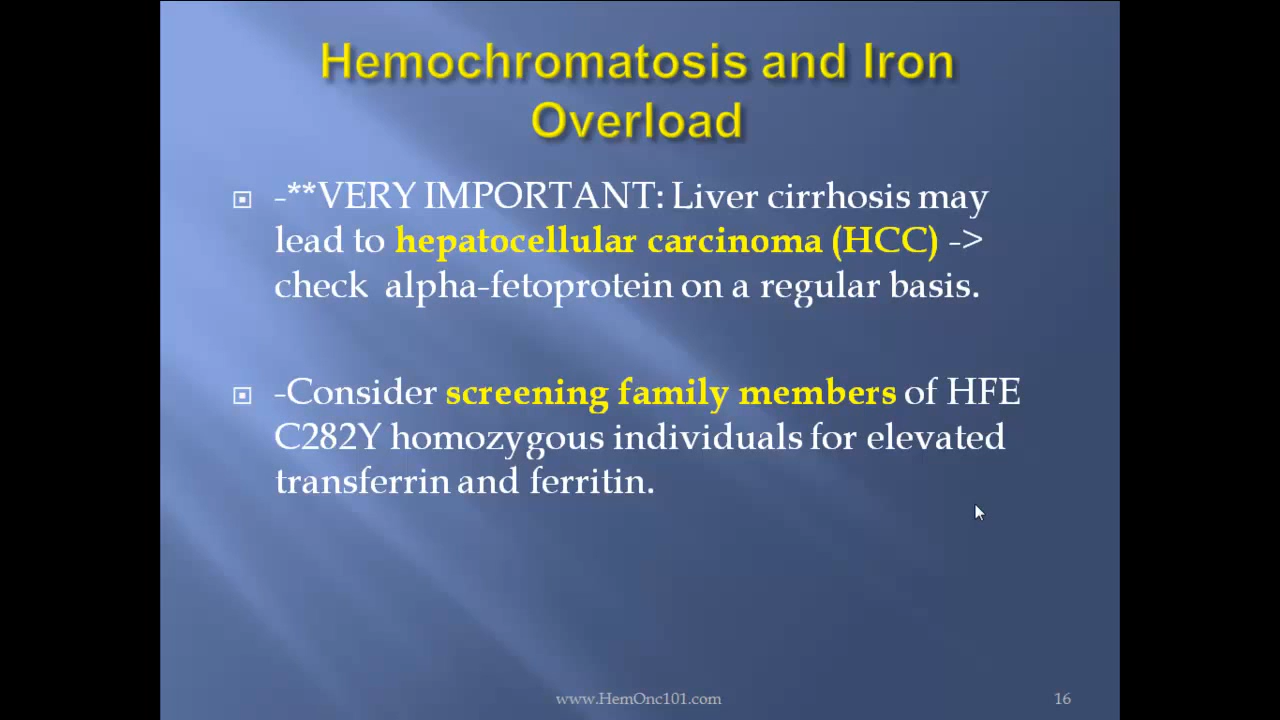 Hemochromatosis and Iron
Overload
-**VERY IMPORTANT: Liver cirrhosis may
lead to hepatocellular carcinoma (HCC) ->
check alpha-fetoprotein on a regular basis.
-Consider screening family members of HFE
C282Y homozygous individuals for elevated
transferrin and ferritin.
www.HemOnc101.com
16